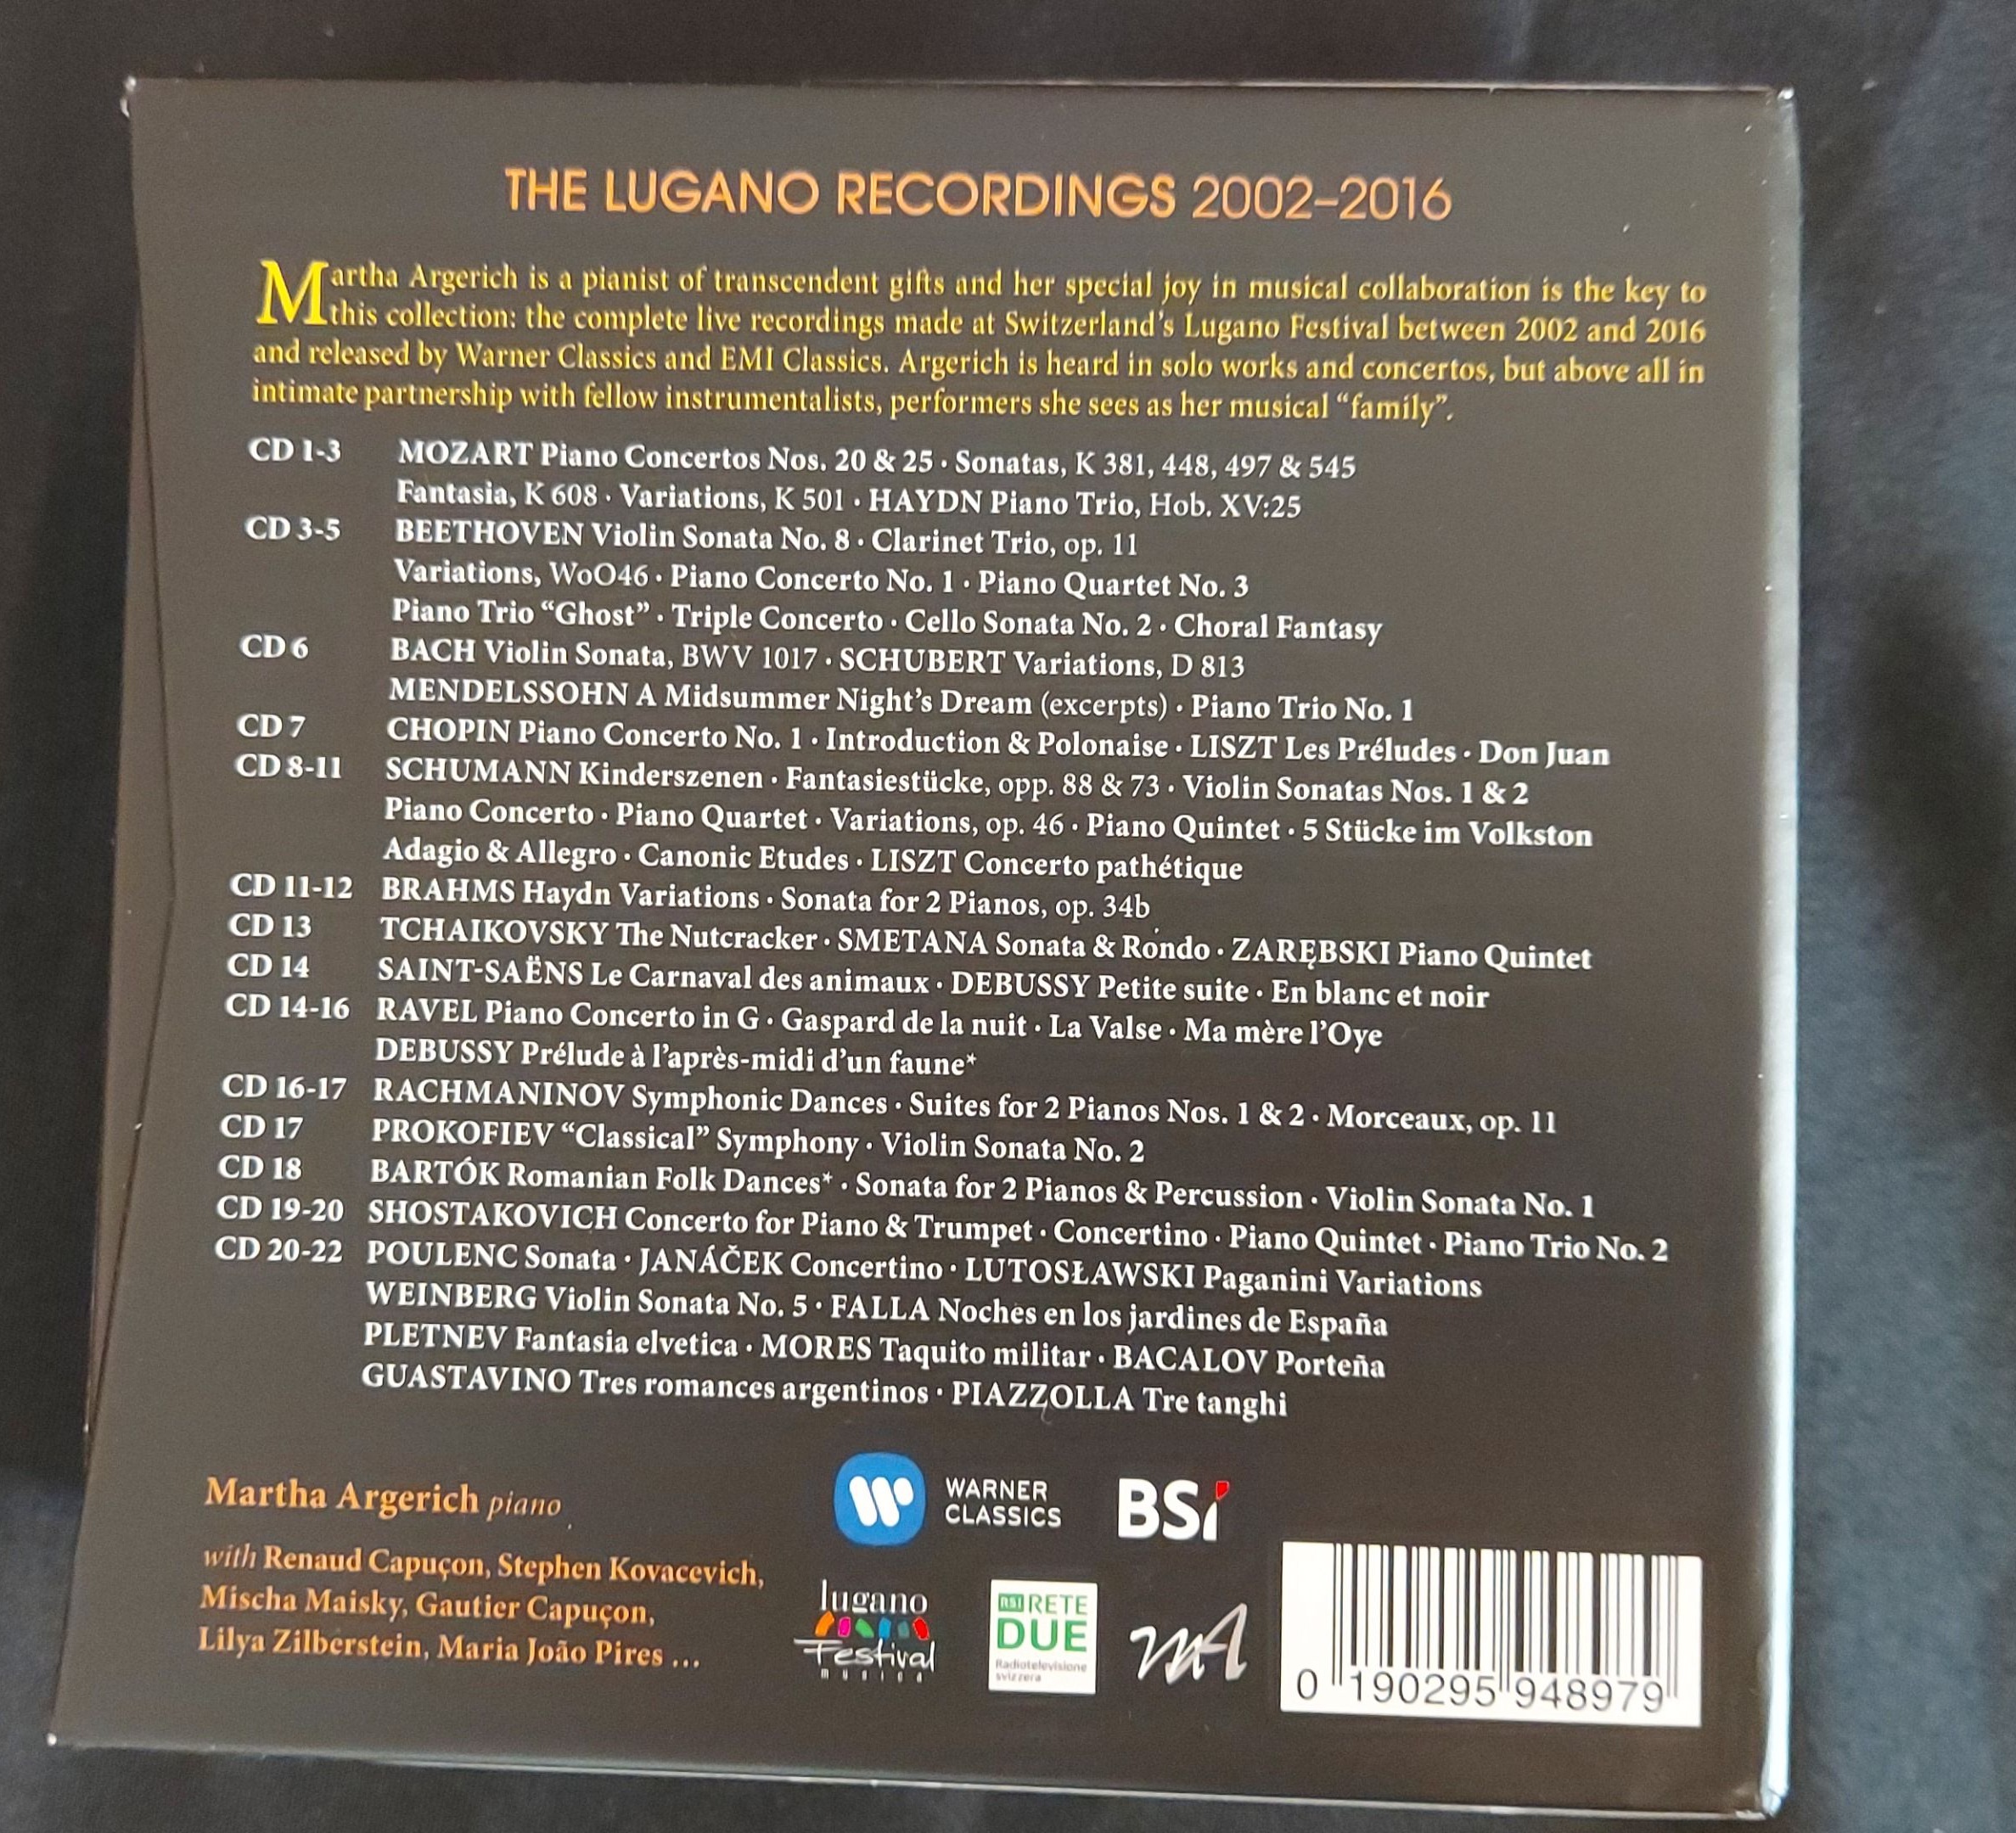 THE LUGANO RECORDINGS 2002–2016
Martha Argerich is a pianist of transcendent gifts and her special joy in musical collaboration is the key to
this collection: the complete live recordings made at Switzerland's Lugano Festival between 2002 and 2016
and released by Warner Classics and EMI Classics. Argerich is heard in solo works and concertos, but above all in
intimate partnership with fellow instrumentalists, performers she sees as her musical “family”.
CD 1-3 MOZART Piano Concertos Nos. 20 & 25 · Sonatas, K 381, 448, 497 & 545
Fantasia, K 608 · Variations, K 501 · HAYDN Piano Trio, Hob. XV:25
CD 3-5 BEETHOVEN Violin Sonata No. 8 · Clarinet Trio, op. 11
Variations, WoO46 · Piano Concerto No. 1 · Piano Quartet No. 3
Piano Trio “Ghost” · Triple Concerto · Cello Sonata No. 2 · Choral Fantasy
CD 6 BACH Violin Sonata, BWV 1017 · SCHUBERT Variations, D 813
MENDELSSOHN A Midsummer Night’s Dream (excerpts) · Piano Trio No. 1
CD 7 CHOPIN Piano Concerto No. 1 · Introduction & Polonaise · LISZT Les Préludes · Don Juan
CD 8-11 SCHUMANN Kinderszenen · Fantasiestücke, opp. 88 & 73 · Violin Sonatas Nos. 1 & 2
Piano Concerto · Piano Quartet · Variations, op. 46 · Piano Quintet · 5 Stücke im Volkston
Adagio & Allegro · Canonic Etudes · LISZT Concerto pathétique
CD 11-12 BRAHMS Haydn Variations · Sonata for 2 Pianos, op. 34b
CD 13 TCHAIKOVSKY The Nutcracker · SMETANA Sonata & Rondo · ZARĘBSKI Piano Quintet
CD 14 SAINT-SAËNS Le Carnaval des animaux · DEBUSSY Petite suite · En blanc et noir
CD 14-16 RAVEL Piano Concerto in G · Gaspard de la nuit · La Valse · Ma mère l’Oye
DEBUSSY Prélude à l’après-midi d’un faune*
CD 16-17 RACHMANINOV Symphonic Dances · Suites for 2 Pianos Nos. 1 & 2 · Morceaux, op. 11
CD 17 PROKOFIEV “Classical” Symphony · Violin Sonata No. 2
CD 18 BARTÓK Romanian Folk Dances* · Sonata for 2 Pianos & Percussion · Violin Sonata No. 1
CD 19-20 SHOSTAKOVICH Concerto for Piano & Trumpet · Concertino · Piano Quintet · Piano Trio No. 2
CD 20-22 POULENC Sonata · JANÁČEK Concertino · LUTOSŁAWSKI Paganini Variations
WEINBERG Violin Sonata No. 5 · FALLA Noches en los jardines de España
PLETNEV Fantasia elvetica · MORES Taquito militar · BACALOV Porteña
GUASTAVINO Tres romances argentinos · PIAZZOLLA Tre tanghi
Martha Argerich piano
with Renaud Capuçon, Stephen Kovacevich,
Mischa Maisky, Gautier Capuçon,
Lilya Zilberstein, Maria João Pires ...
WARNER
CLASSICS
BSi
lugano
Festival
musica
RSI RETE
DUE
Radiotelevisione
svizzera
MA
0 190295 948979